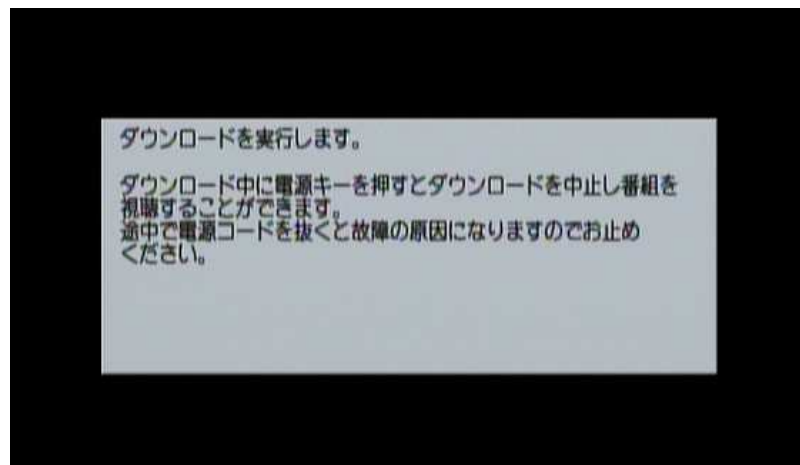 ダウンロードを実行します。
ダウンロード中に電源キーを押すとダウンロードを中止し番組を
視聴することができます。
途中で電源コードを抜くと故障の原因になりますのでお止め
ください。